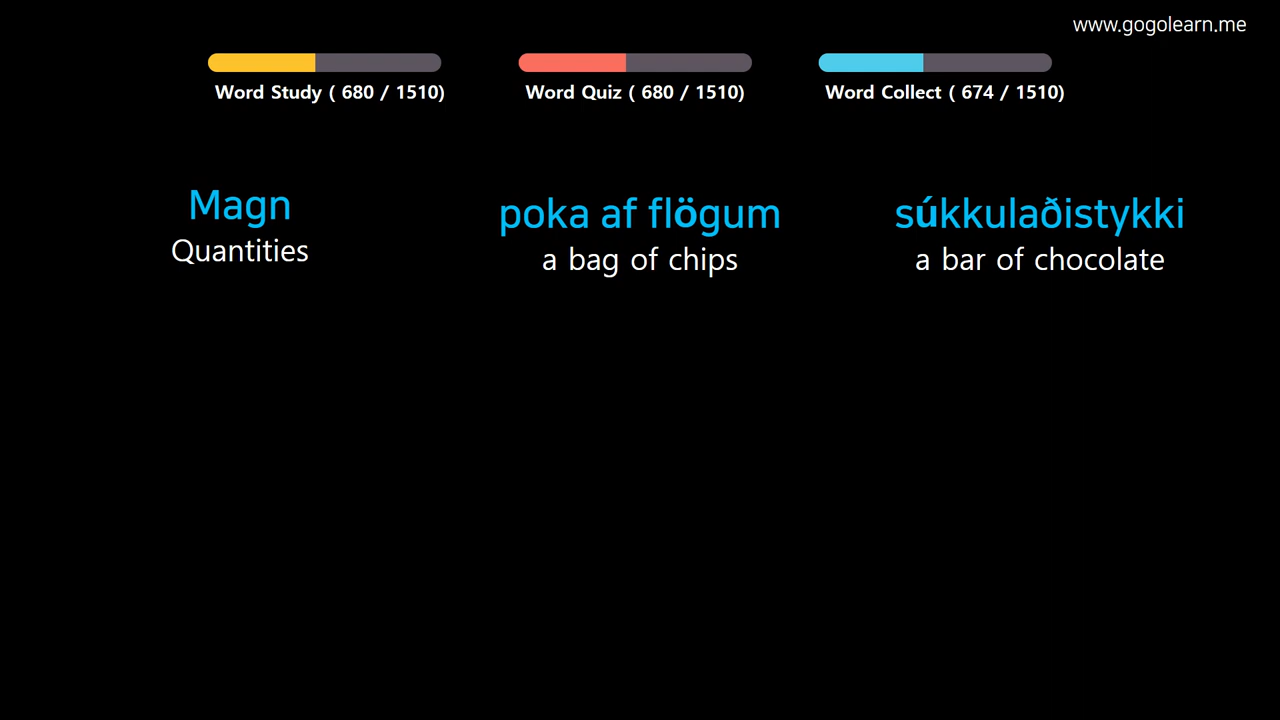 www.gogolearn.me
Word Study ( 680 / 1510)
Word Quiz ( 680 / 1510)
Word Collect ( 674 / 1510)
Magn
Quantities
poka af flögum
a bag of chips
súkkulaðistykki
a bar of chocolate